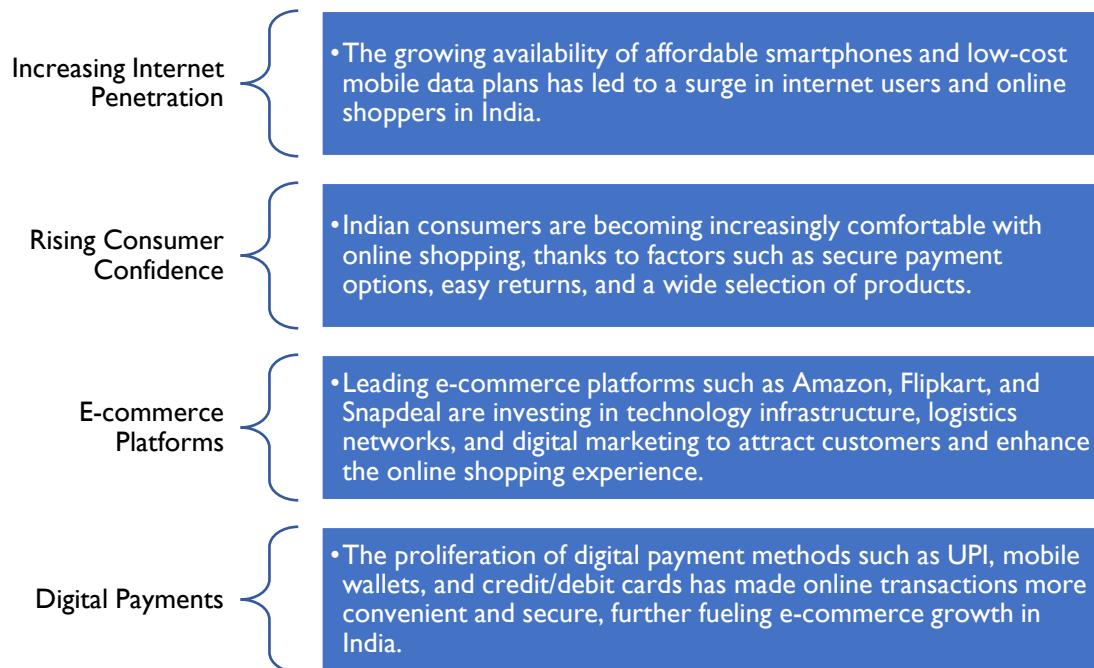 Increasing Internet
Penetration
•The growing availability of affordable smartphones and low-cost
mobile data plans has led to a surge in internet users and online
shoppers in India.
Rising Consumer
Confidence
•Indian consumers are becoming increasingly comfortable with
online shopping, thanks to factors such as secure payment
options, easy returns, and a wide selection of products.
E-commerce
Platforms
•Leading e-commerce platforms such as Amazon, Flipkart, and
Snapdeal are investing in technology infrastructure, logistics
networks, and digital marketing to attract customers and enhance
the online shopping experience.
Digital Payments
•The proliferation of digital payment methods such as UPI, mobile
wallets, and credit/debit cards has made online transactions more
convenient and secure, further fueling e-commerce growth in
India.